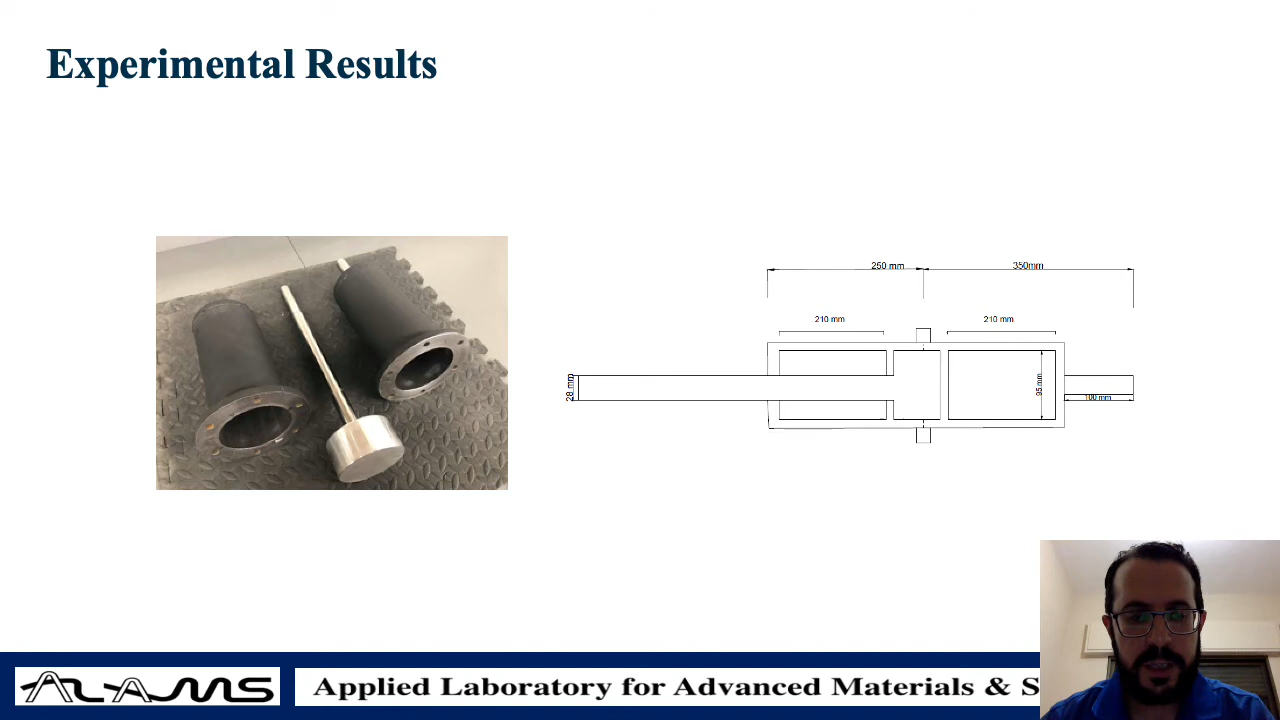 Experimental Results
250 mm
350mm
210 mm
210 mm
28 mm
95 mm
100 mm
ALAMS
Applied Laboratory for Advanced Materials & S